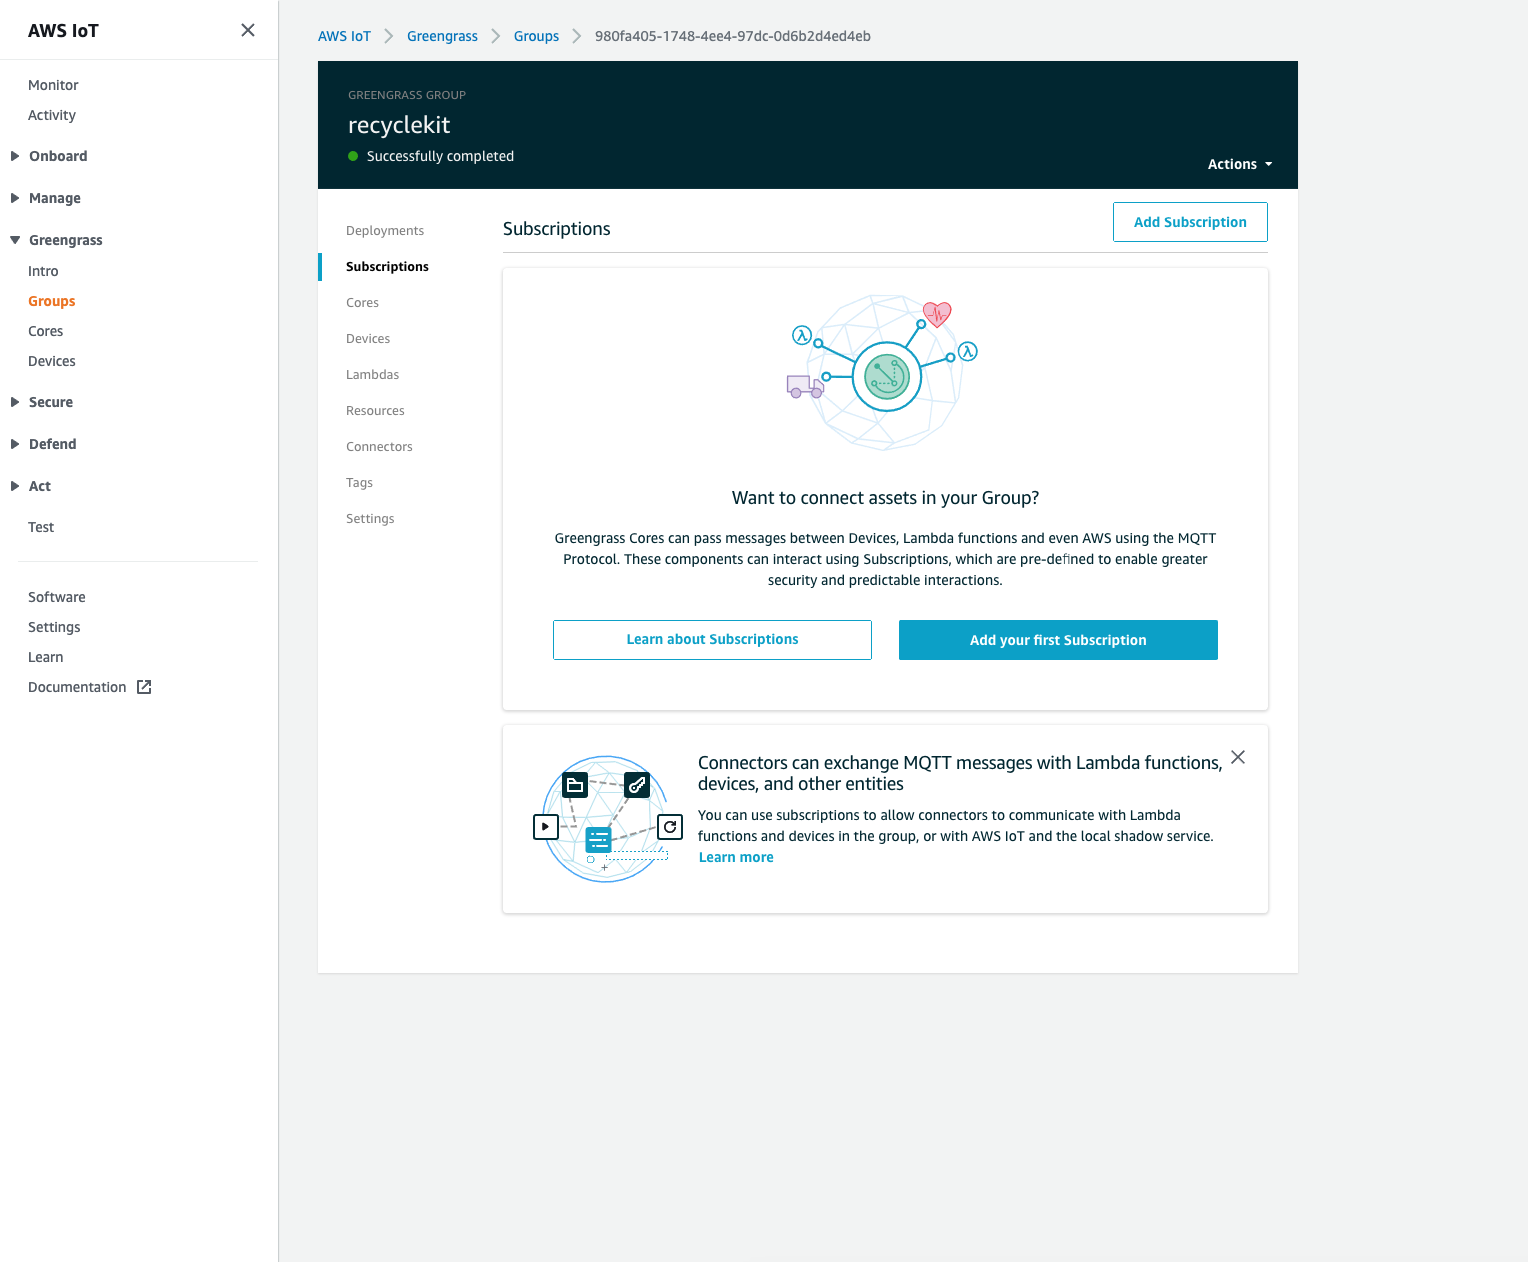 AWS IoT
Monitor
Activity
Onboard
Manage
Greengrass
Intro
Groups
Cores
Devices
Secure
Defend
Act
Test
Software
Settings
Learn
Documentation
AWS IoT
Greengrass
Groups
980fa405-1748-4ee4-97dc-0d6b2d4ed4eb
GREENGRASS GROUP
recyclekit
Successfully completed
Actions
Deployments
Subscriptions
Cores
Devices
Lambdas
Resources
Connectors
Tags
Settings
Subscriptions
Add Subscription
λ
λ
Want to connect assets in your Group?
Greengrass Cores can pass messages between Devices, Lambda functions and even AWS using the MQTT
Protocol. These components can interact using Subscriptions, which are pre-defined to enable greater
security and predictable interactions.
Learn about Subscriptions
Add your first Subscription
Connectors can exchange MQTT messages with Lambda functions,
devices, and other entities
You can use subscriptions to allow connectors to communicate with Lambda
functions and devices in the group, or with AWS IoT and the local shadow service.
Learn more